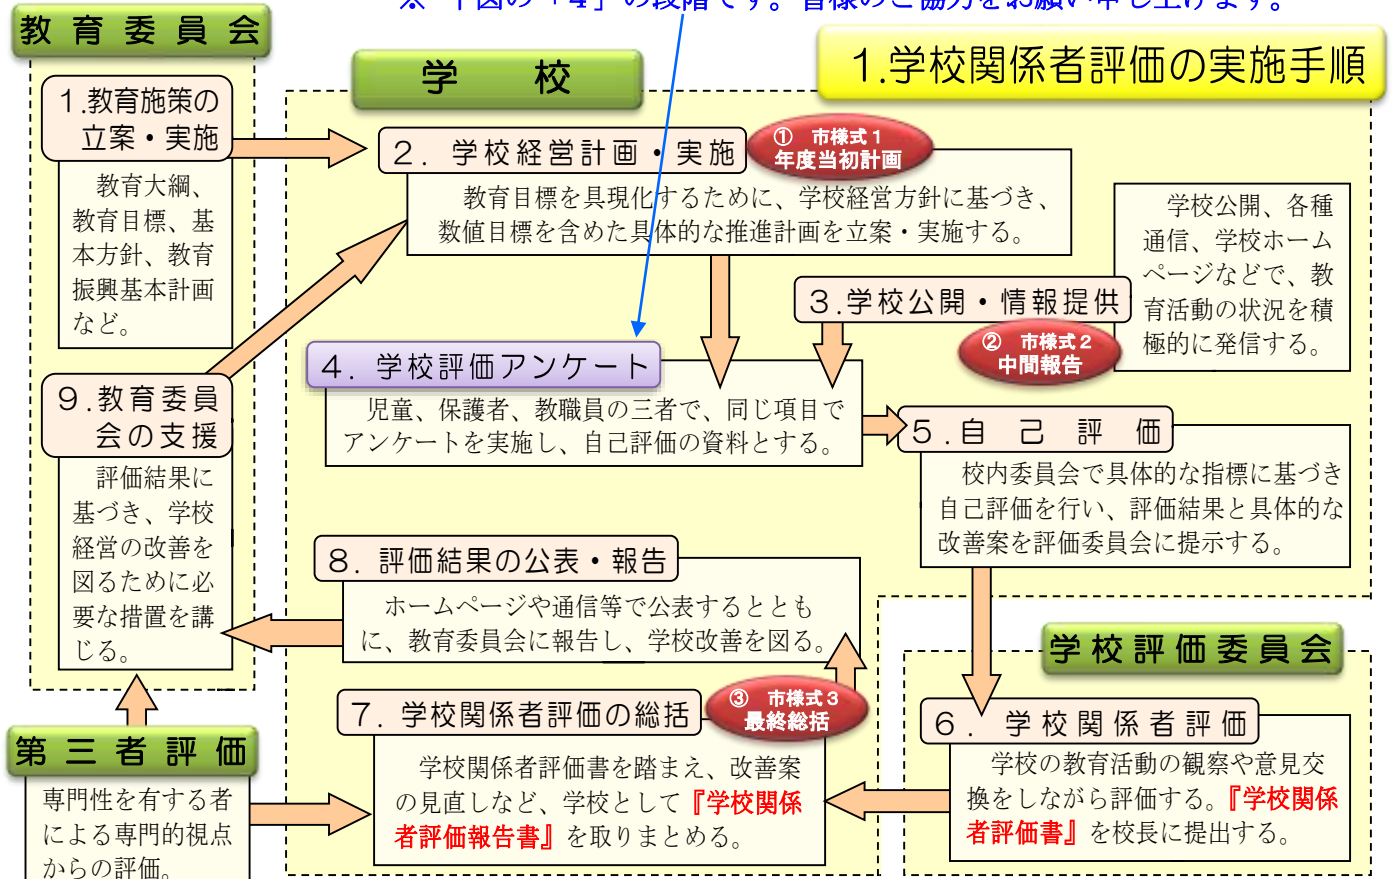 ※ 下図の「４」の段階です。皆様のご協力をお願い申し上げます。
教育委員会
学校
1.学校関係者評価の実施手順
1.教育施策の
立案・実施
教育大綱、
教育目標、基
本方針、教育
振興基本計画
など。
２．学校経営計画・実施
① 市様式１
年度当初計画
教育目標を具現化するために、学校経営方針に基づき、
数値目標を含めた具体的な推進計画を立案・実施する。
学校公開、各種
通信、学校ホーム
ページなどで、教
育活動の状況を積
極的に発信する。
３.学校公開・情報提供
② 市様式２
中間報告
４．学校評価アンケート
児童、保護者、教職員の三者で、同じ項目で
アンケートを実施し、自己評価の資料とする。
９.教育委員
会の支援
評価結果に
基づき、学校
経営の改善を
図るために必
要な措置を講
じる。
５.自己評価
校内委員会で具体的な指標に基づき
自己評価を行い、評価結果と具体的な
改善案を評価委員会に提示する。
８．評価結果の公表・報告
ホームページや通信等で公表するととも
に、教育委員会に報告し、学校改善を図る。
学校評価委員会
７．学校関係者評価の総括
③ 市様式３
最終総括
６．学校関係者評価
第三者評価
専門性を有する者
による専門的視点
からの評価。
学校関係者評価書を踏まえ、改善案
の見直しなど、学校として『学校関係
者評価報告書』を取りまとめる。
学校の教育活動の観察や意見交
換をしながら評価する。『学校関係
者評価書』を校長に提出する。